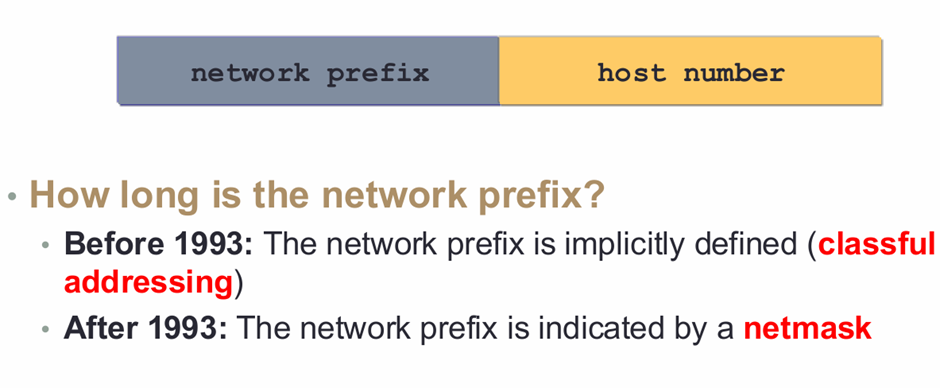 network prefix
host number
• How long is the network prefix?
• Before 1993: The network prefix is implicitly defined (classful
addressing)
• After 1993: The network prefix is indicated by a netmask